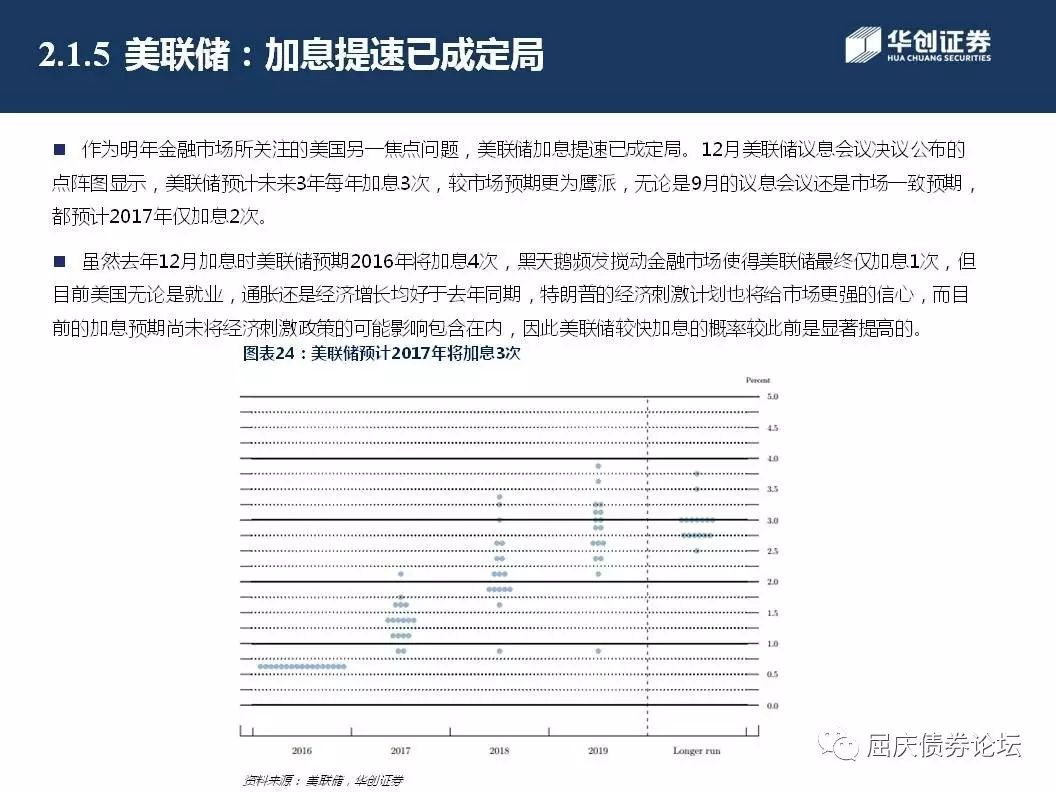 2.1.5 美联储：加息提速已成定局
华创证券
HUA CHUANG SECURITIES
■ 作为明年金融市场所关注的美国另一焦点问题，美联储加息提速已成定局。12月美联储议息会议决议公布的
点阵图显示，美联储预计未来3年每年加息3次，较市场预期更为鹰派，无论是9月的议息会议还是市场一致预期，
都预计2017年仅加息2次。
■ 虽然去年12月加息时美联储预期2016年将加息4次，黑天鹅频发搅动金融市场使得美联储最终仅加息1次，但
目前美国无论是就业，通胀还是经济增长均好于去年同期，特朗普的经济刺激计划也将给市场更强的信心，而目
前的加息预期尚未将经济刺激政策的可能影响包含在内，因此美联储较快加息的概率较此前是显著提高的。
图表24：美联储预计2017年将加息3次
Percent
5.0
4.5
4.0
3.5
3.0
2.5
2.0
1.5
1.0
0.5
0.0
2016 2017 2018 2019 Longer run
资料来源：美联储，华创证券
屈庆债券论坛